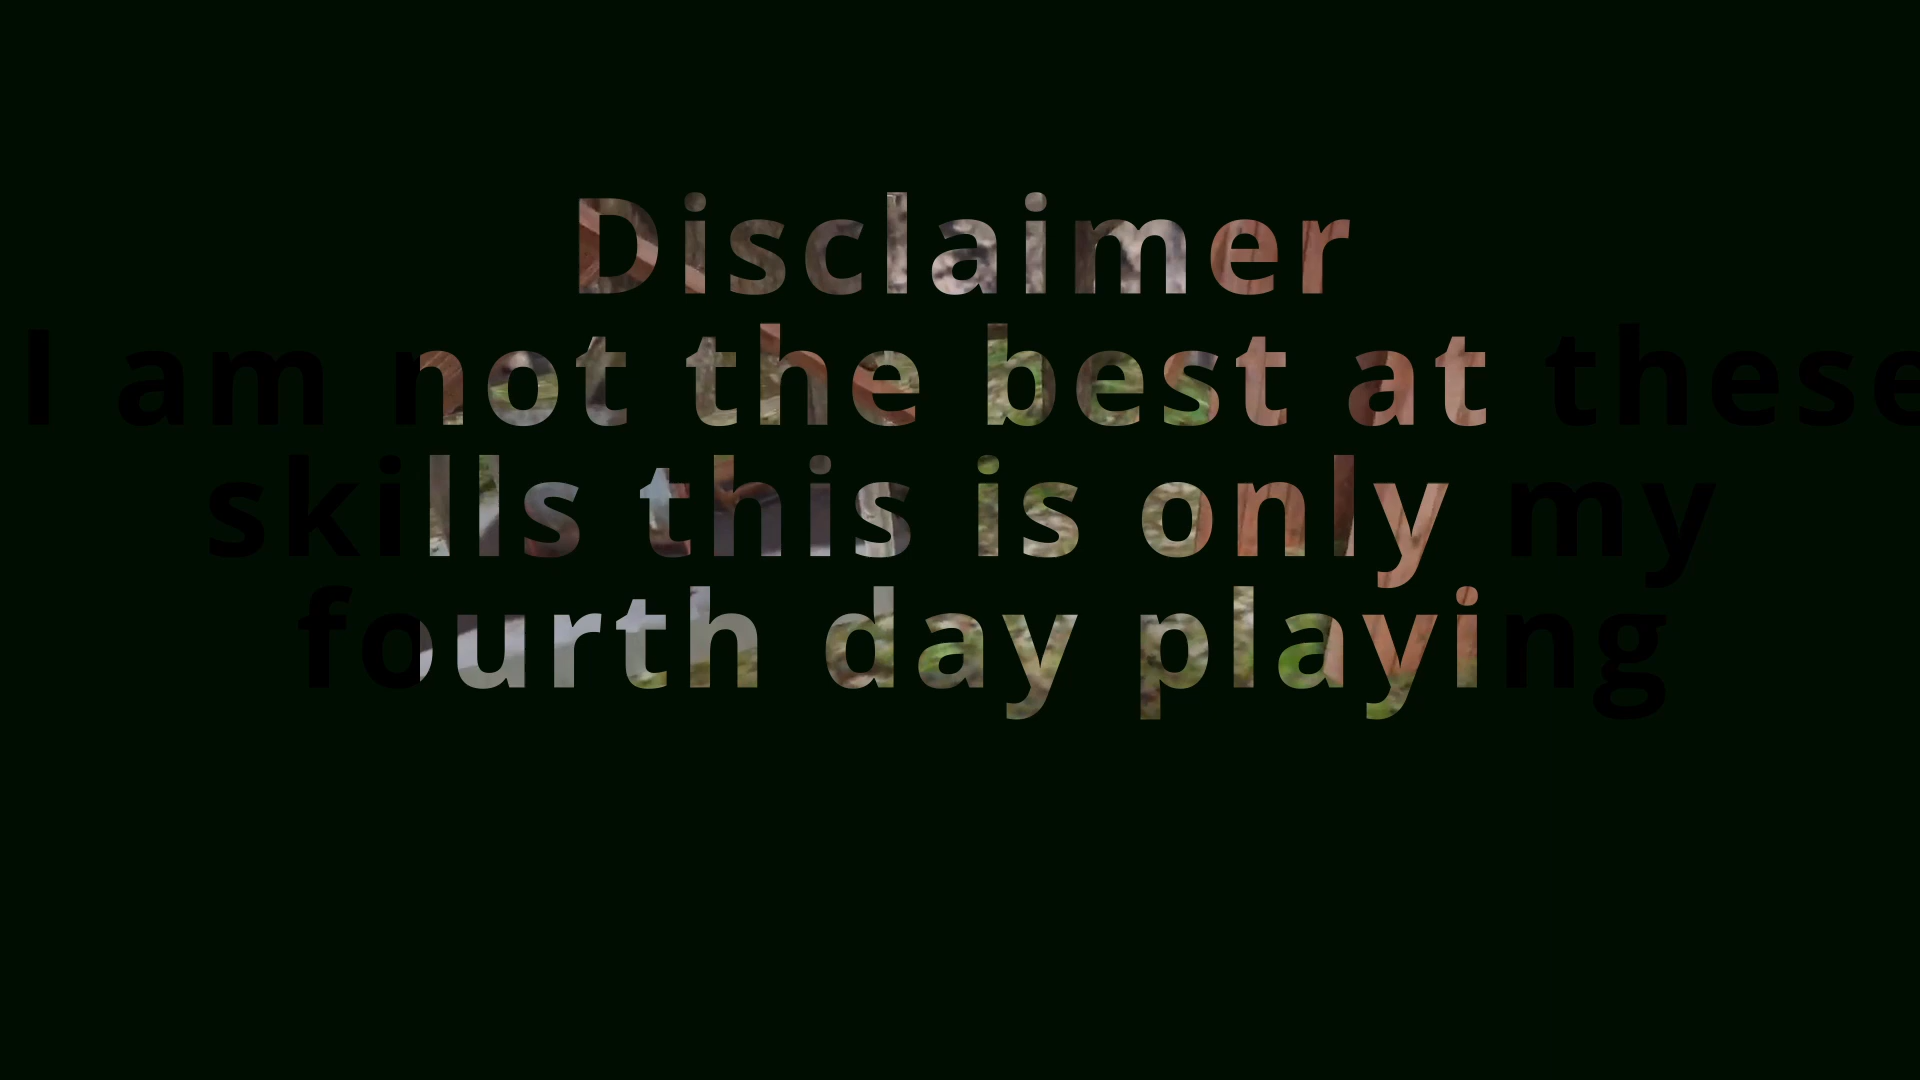 Disclaimer
I am not the best at these
skills this is only my
fourth day playing